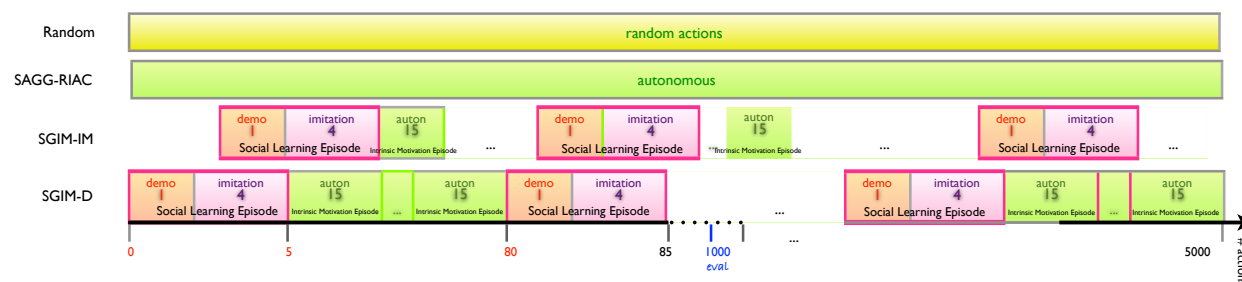 Random
random actions
SAGG-RIAC
autonomous
SGIM-IM
demo imitation auton demo imitation auton demo imitation
1 4 15 1 4 15 1 4
Social Learning Episode Intrinsic Motivation Episode ... Social Learning Episode ... Intrinsic Motivation Episode ... Social Learning Episode ...
SGIM-D
demo imitation auton auton demo imitation demo imitation auton auton
1 4 15 15 1 4 1 4 15 15
Social Learning Episode Intrinsic Motivation Episode ... Intrinsic Motivation Episode Social Learning Episode ... Social Learning Episode Intrinsic Motivation Episode ... Intrinsic Motivation Episode
...
0 5 80 85 1000 5000
eval